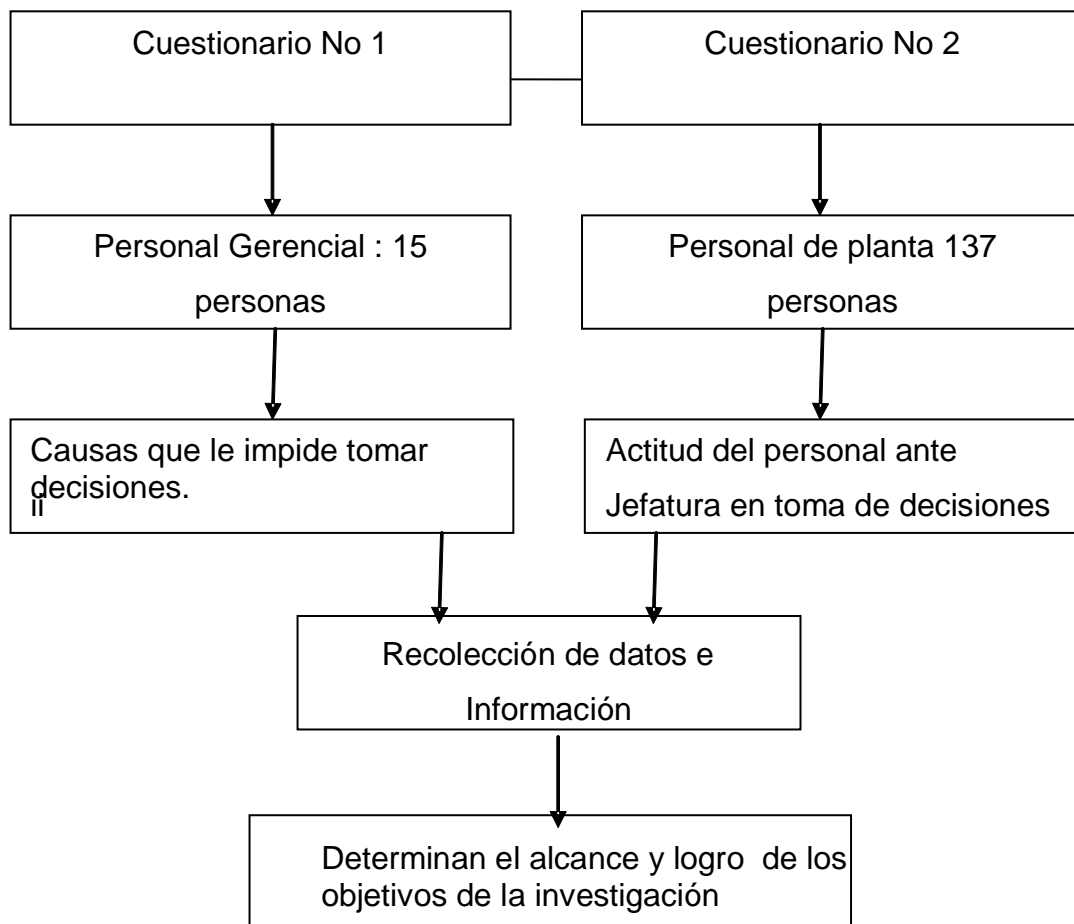 Cuestionario No 1
Cuestionario No 2
Personal Gerencial : 15
personas
Personal de planta 137
personas
Causas que le impide tomar
decisiones.
ii
Actitud del personal ante
Jefatura en toma de decisiones
Recolección de datos e
Información
Determinan el alcance y logro de los
objetivos de la investigación